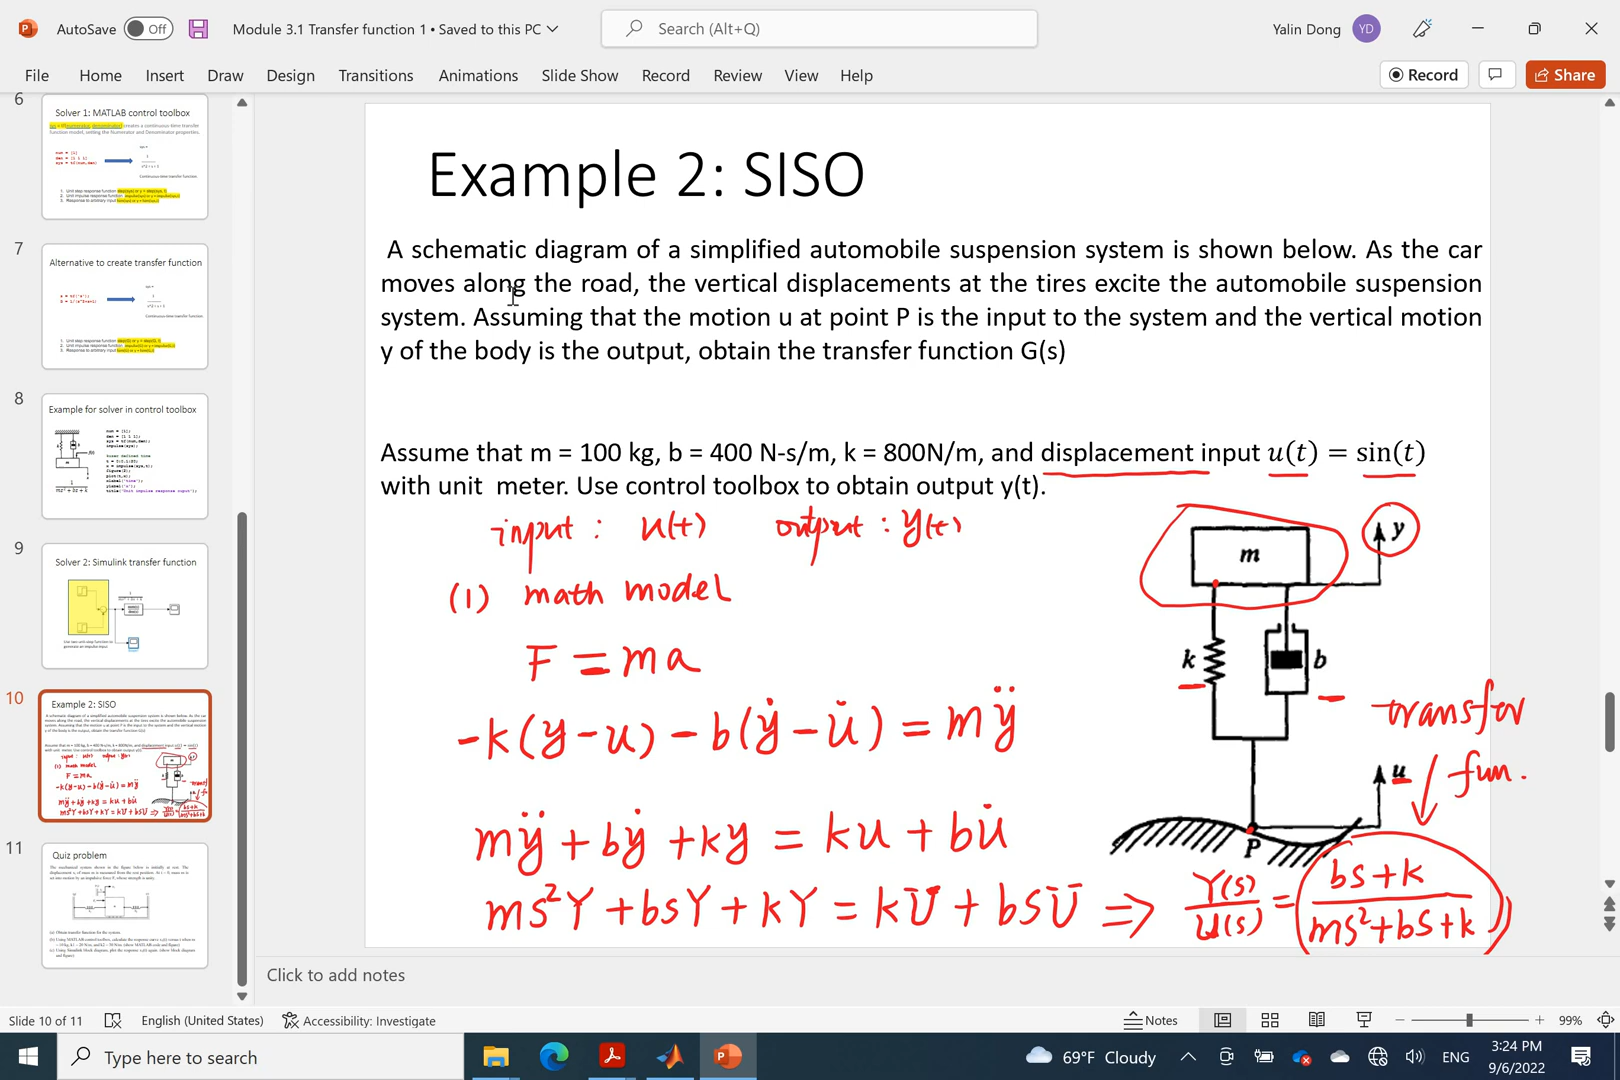 AutoSave Off Module 3.1 Transfer function 1 • Saved to this PC Search (Alt+Q) Yalin Dong YD
File Home Insert Draw Design Transitions Animations Slide Show Record Review View Help Record Share
6
Solver 1: MATLAB control toolbox
7
Alternative to create transfer function
8
Example for solver in control toolbox
9
Solver 2: Simulink transfer function
10
Example 2: SISO
11
Quiz problem
Example 2: SISO
A schematic diagram of a simplified automobile suspension system is shown below. As the car
moves along the road, the vertical displacements at the tires excite the automobile suspension
system. Assuming that the motion u at point P is the input to the system and the vertical motion
y of the body is the output, obtain the transfer function G(s)
Assume that m = 100 kg, b = 400 N-s/m, k = 800N/m, and displacement input u(t) = sin(t)
with unit meter. Use control toolbox to obtain output y(t).
input : u(t) output : y(t)
(1) math model
F = ma
-k(y-u) - b(ẏ-u̇) = mÿ
mÿ + bẏ + ky = ku + bu̇
ms²Y + bsY + kY = kU + bsU ⇒ Y(s)/U(s) = (bs+k)/(ms²+bs+k)
m
y
k
b
u
P
transfer
fun.
Click to add notes
Slide 10 of 11 English (United States) Accessibility: Investigate Notes 99%
Type here to search 69°F Cloudy ENG 3:24 PM
9/6/2022